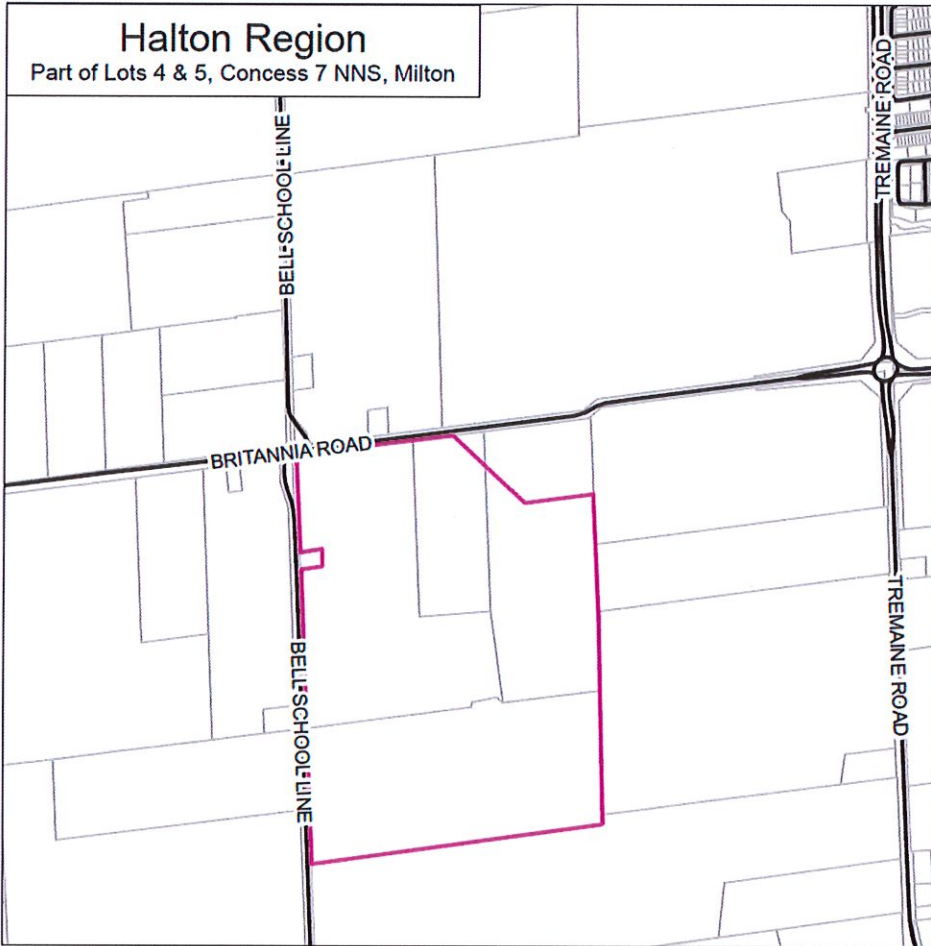 Halton Region
Part of Lots 4 & 5, Concess 7 NNS, Milton
TREMAINE ROAD
BELL SCHOOL LINE
BRITANNIA ROAD
TREMAINE ROAD
BELL SCHOOL LINE